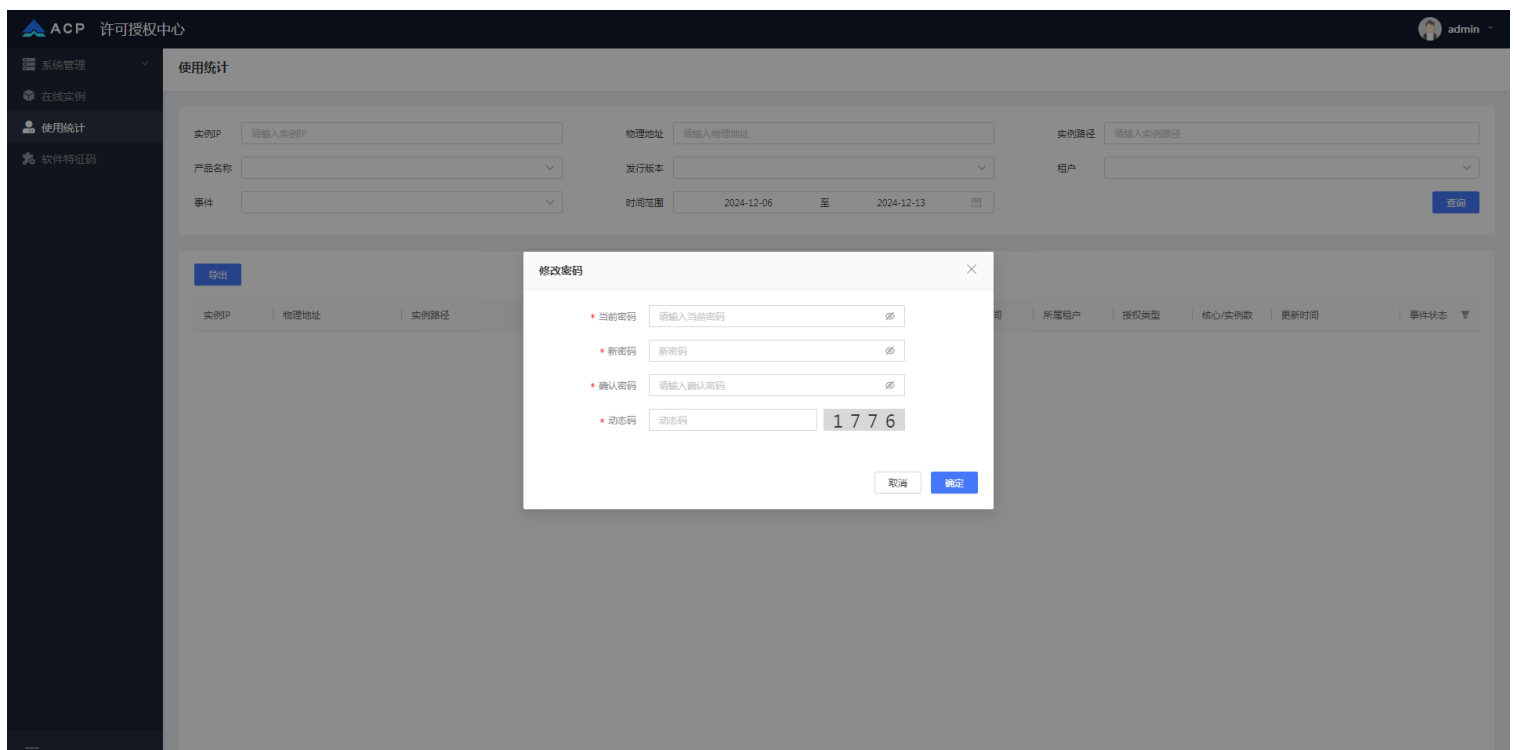 ACP 许可授权中心 admin
系统管理
在线实例
使用统计
软件特征码
使用统计
实例IP 请输入实例IP 物理地址 请输入物理地址 实例路径 请输入实例路径
产品名称 发行版本 租户
事件 时间范围 2024-12-06 至 2024-12-13 查询
导出
实例IP 物理地址 实例路径 间 所属租户 授权类型 核心/实例数 更新时间 事件状态
修改密码
* 当前密码 请输入当前密码
* 新密码 新密码
* 确认密码 请输入确认密码
* 动态码 动态码 1776
取消 确定